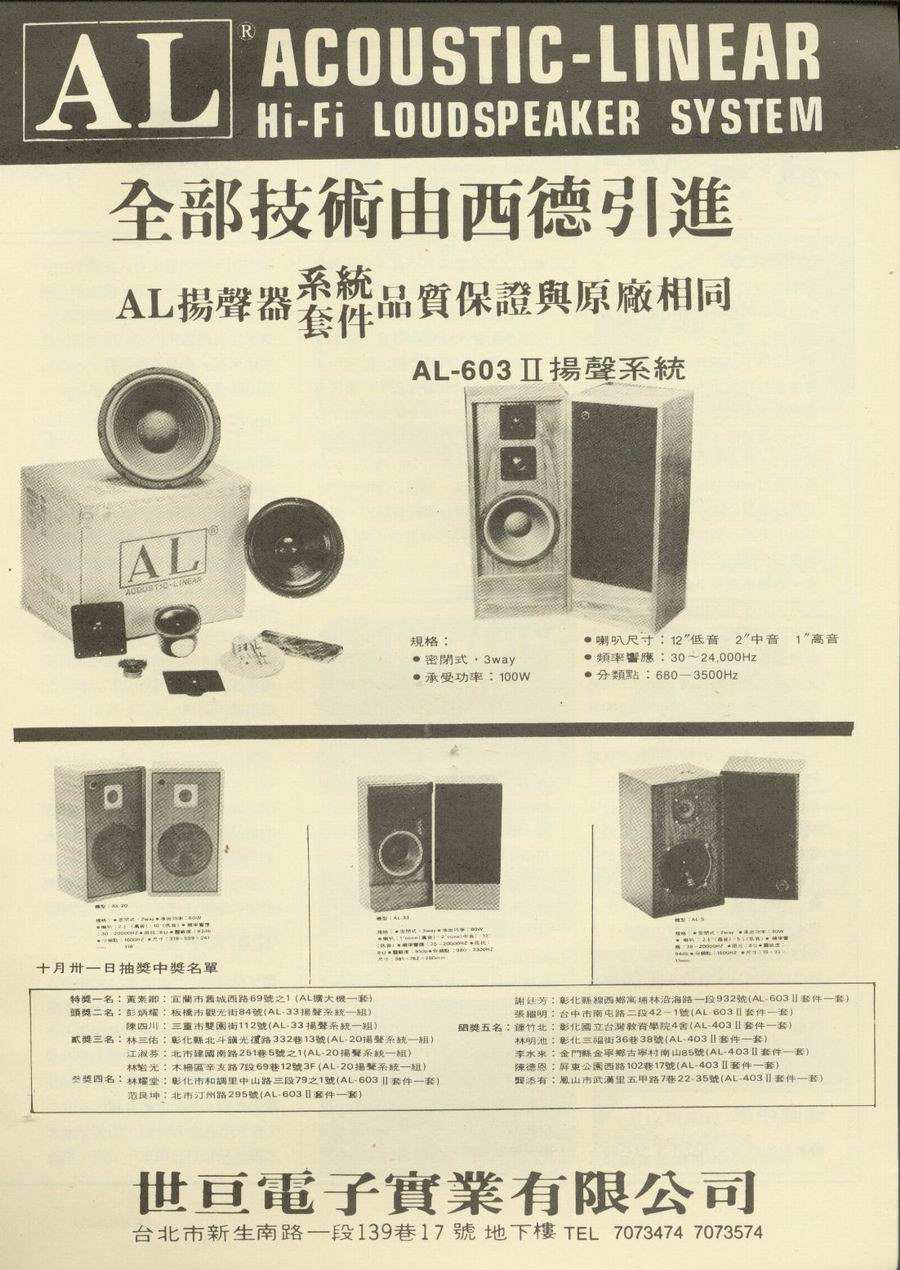 AL®
ACOUSTIC-LINEAR
Hi-Fi LOUDSPEAKER SYSTEM
全部技術由西德引進
AL揚聲器系統套件品質保證與原廠相同
AL-603 II 揚聲系統
AL®
ACOUSTIC-LINEAR
規格：
● 密閉式・3way
● 承受功率：100W
● 喇叭尺寸：12"低音 2"中音 1"高音
● 頻率響應：30～24,000Hz
● 分類點：680－3500Hz
機型：AL-20
機型：AL-33
機型：AL-5
十月卅一日抽獎中獎名單
特獎一名：黃素卿：宜蘭市舊城西路69號之1 (AL擴大機一套)
頭獎二名：彭炳耀：板橋市觀光街84號(AL-33揚聲系統一組)
陳四川：三重市雙園街112號(AL-33揚聲系統一組)
貳獎三名：林三佑：彰化縣北斗鎮光復路332巷13號(AL-20揚聲系統一組)
江淑芬：北市建國南路251巷5號之1(AL-20揚聲系統一組)
林岩光：木柵區辛亥路7段69巷12號3F(AL-20揚聲系統一組)
叁獎四名：林耀堂：彰化市和調里中山路三段79之1號(AL-603 II 套件一套)
范良坤：北市汀州路295號(AL-603 II 套件一套)
謝廷芳：彰化縣線西鄉寓埔林沿海路一段932號(AL-603 II 套件一套)
張繼明：台中市南屯路二段42－1號(AL-603 II 套件一套)
肆獎五名：鍾竹北：彰化國立台灣教育學院4舍(AL-403 II 套件一套)
林明池：彰化三福街36巷38號(AL-403 II 套件一套)
李水來：金門縣金寧鄉古寧村南山85號(AL-403 II 套件一套)
陳德恩：屏東公園西路102巷17號(AL-403 II 套件一套)
龔添有：鳳山市武漢里五甲路7巷22-35號(AL-403 II 套件一套)
世亘電子實業有限公司
台北市新生南路一段139巷17號 地下樓 TEL 7073474 7073574